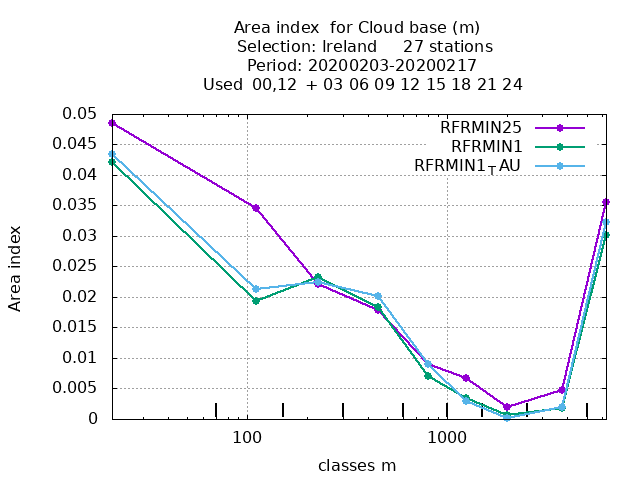 Area index  for Cloud base (m)
Selection: Ireland     27 stations
Period: 20200203-20200217
Used  00,12  + 03 06 09 12 15 18 21 24
RFRMIN25
RFRMIN1
RFRMIN1TAU
0.05
0.045
0.04
0.035
0.03
0.025
0.02
0.015
0.01
0.005
0
Area index
100
1000
classes m